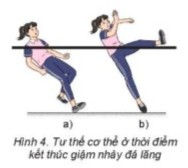 a) b)
Hình 4. Tư thế cơ thể ở thời điểm
kết thúc giậm nhảy đá lăng